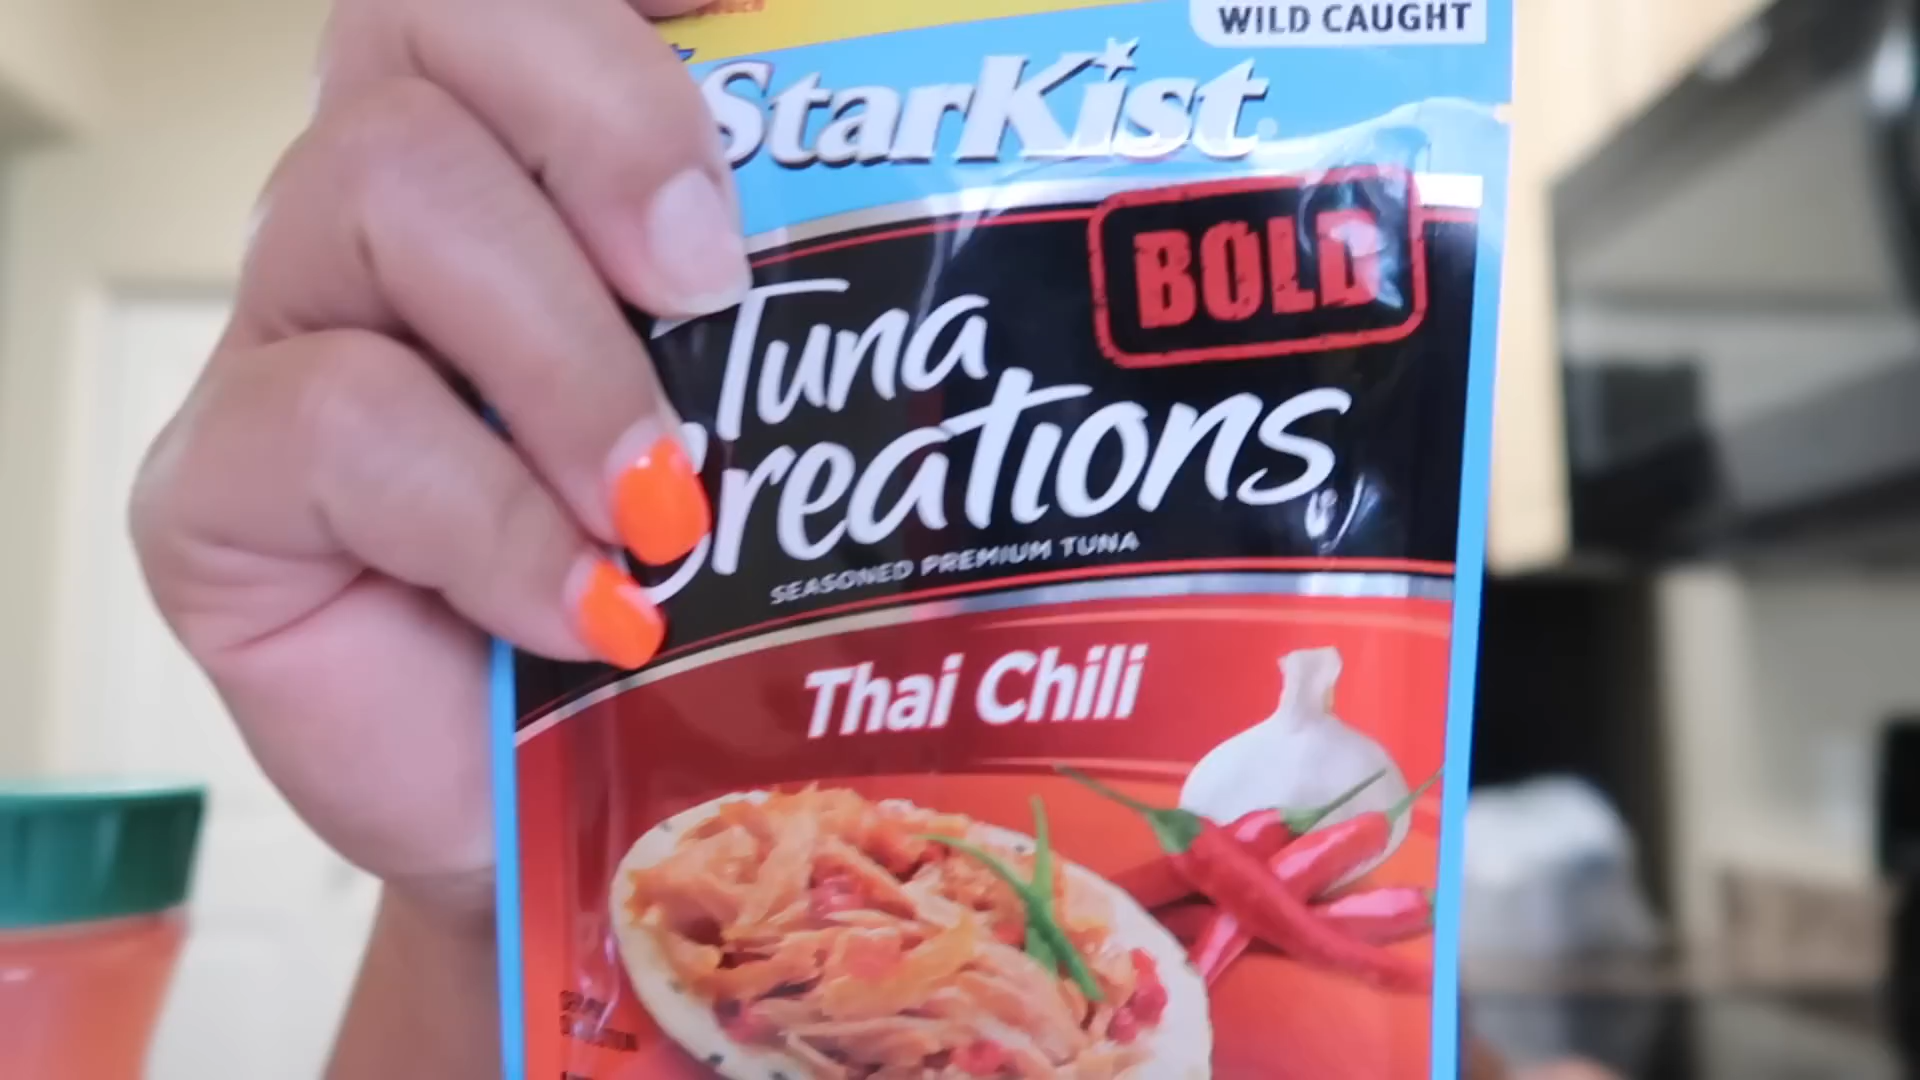 WILD CAUGHT
StarKist
BOLD
Tuna
Creations
SEASONED PREMIUM TUNA
Thai Chili